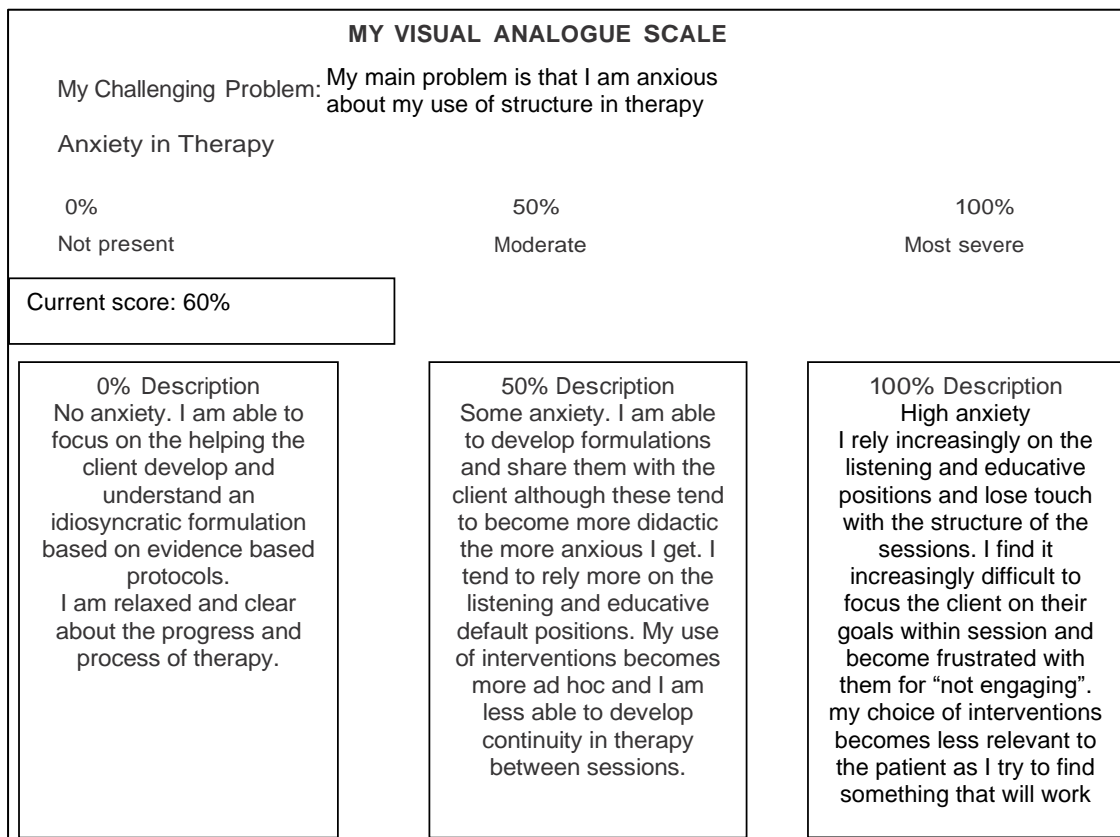 MY VISUAL ANALOGUE SCALE
My Challenging Problem: My main problem is that I am anxious
about my use of structure in therapy
Anxiety in Therapy
0% 50% 100%
Not present Moderate Most severe
Current score: 60%
0% Description
No anxiety. I am able to
focus on the helping the
client develop and
understand an
idiosyncratic formulation
based on evidence based
protocols.
I am relaxed and clear
about the progress and
process of therapy.
50% Description
Some anxiety. I am able
to develop formulations
and share them with the
client although these tend
to become more didactic
the more anxious I get. I
tend to rely more on the
listening and educative
default positions. My use
of interventions becomes
more ad hoc and I am
less able to develop
continuity in therapy
between sessions.
100% Description
High anxiety
I rely increasingly on the
listening and educative
positions and lose touch
with the structure of the
sessions. I find it
increasingly difficult to
focus the client on their
goals within session and
become frustrated with
them for “not engaging”.
my choice of interventions
becomes less relevant to
the patient as I try to find
something that will work